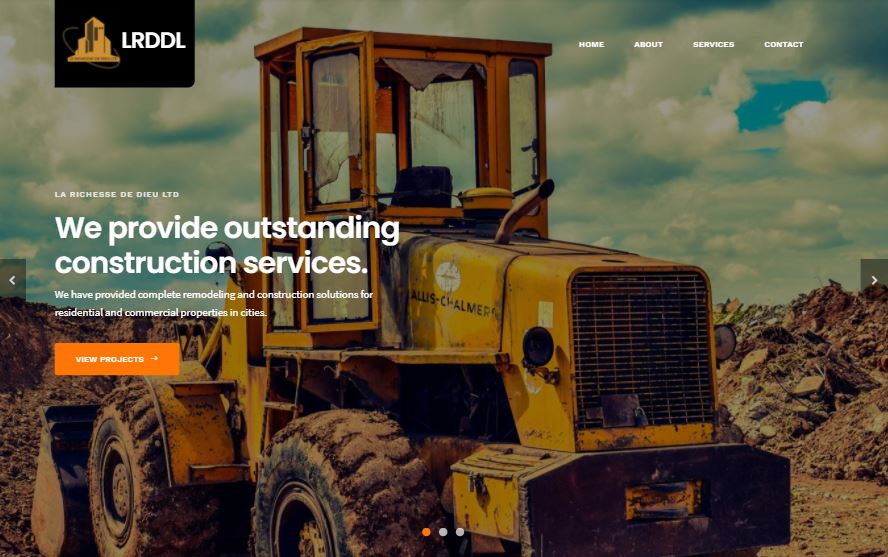 LRDDL
HOME
ABOUT
SERVICES
CONTACT
LA RICHESSE DE DIEU LTD
We provide outstanding
construction services.
We have provided complete remodeling and construction solutions for
residential and commercial properties in cities.
VIEW PROJECTS
ALLIS-CHALMERS